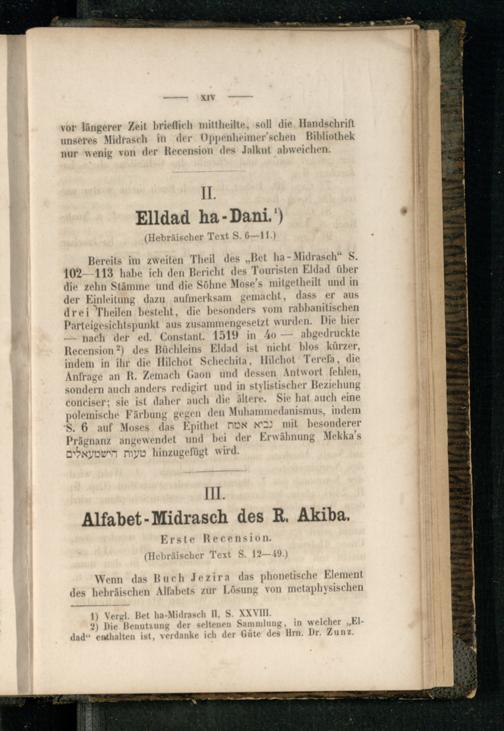 XIV
vor längerer Zeit brieflich mittheilte, soll die Handschrift
unseres Midrasch in der Oppenheimer'schen Bibliothek
nur wenig von der Recension des Jalkut abweichen.
II.
Elldad ha-Dani.¹)
(Hebräischer Text S. 6—11.)
Bereits im zweiten Theil des „Bet ha-Midrasch“ S.
102—113 habe ich den Bericht des Touristen Eldad über
die zehn Stämme und die Söhne Mose's mitgetheilt und in
der Einleitung dazu aufmerksam gemacht, dass er aus
drei Theilen besteht, die besonders vom rabbanitischen
Parteigesichtspunkt aus zusammengesetzt wurden. Die hier
— nach der ed. Constant. 1519 in 4o — abgedruckte
Recension²) des Büchleins Eldad ist nicht blos kürzer,
indem in ihr die Hilchot Schechita, Hilchot Terefa, die
Anfrage an R. Zemach Gaon und dessen Antwort fehlen,
sondern auch anders redigirt und in stylistischer Beziehung
conciser; sie ist daher auch die ältere. Sie hat auch eine
polemische Färbung gegen den Muhammedanismus, indem
S. 6 auf Moses das Epithet נביא אמת mit besonderer
Prägnanz angewendet und bei der Erwähnung Mekka's
טעות הישמעאלים hinzugefügt wird.
III.
Alfabet-Midrasch des R. Akiba.
Erste Recension.
(Hebräischer Text S. 12—49.)
Wenn das Buch Jezira das phonetische Element
des hebräischen Alfabets zur Lösung von metaphysischen
1) Vergl. Bet ha-Midrasch II, S. XXVIII.
2) Die Benutzung der seltenen Sammlung, in welcher „El-
dad“ enthalten ist, verdanke ich der Güte des Hrn. Dr. Zunz.